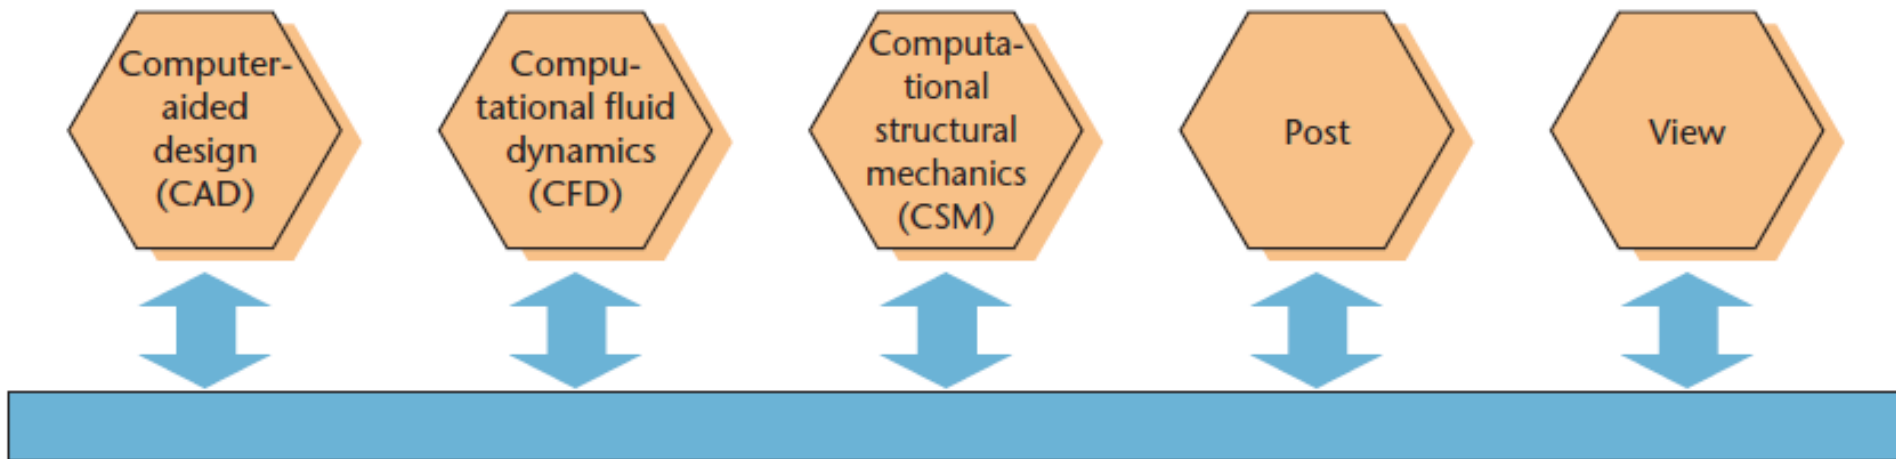 Computer-
aided
design
(CAD)
Compu-
tational fluid
dynamics
(CFD)
Computa-
tional
structural
mechanics
(CSM)
Post
View